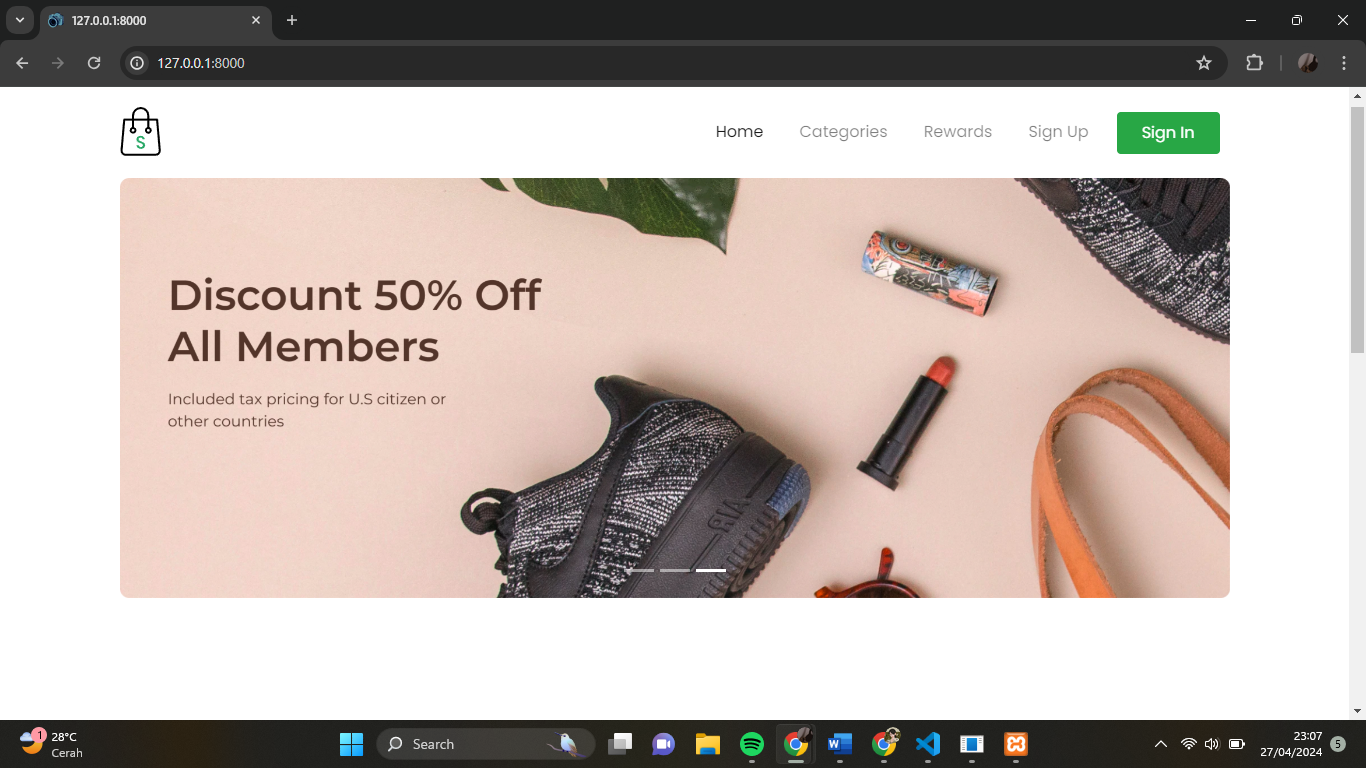 127.0.0.1:8000
127.0.0.1:8000
S
Home Categories Rewards Sign Up Sign In
Discount 50% Off
All Members
Included tax pricing for U.S citizen or
other countries
AIR
1
28°C
Cerah
Search
23:07
27/04/2024
5